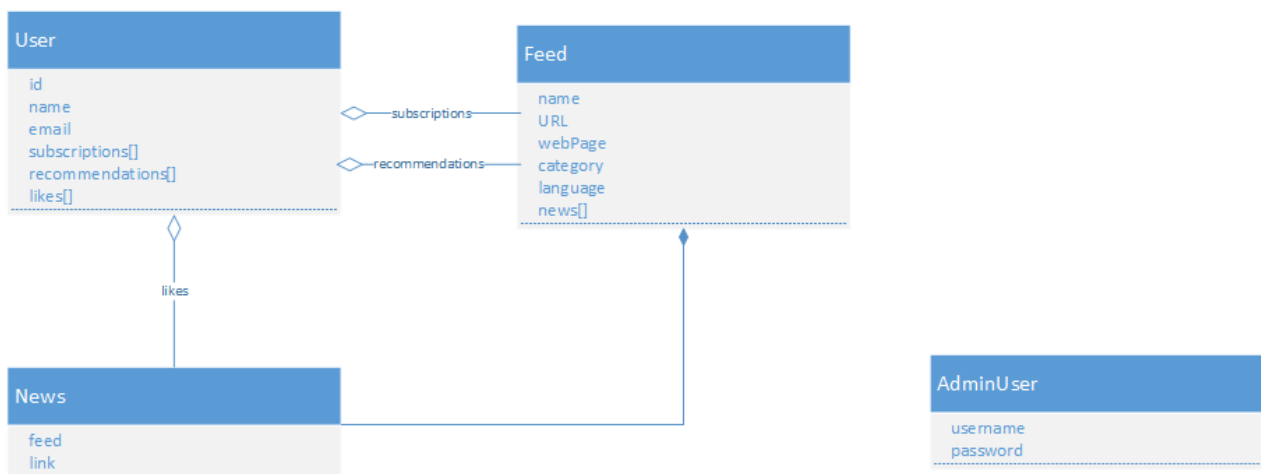 User
id
name
email
subscriptions[]
recommendations[]
likes[]
subscriptions
recommendations
Feed
name
URL
webPage
category
language
news[]
likes
News
feed
link
AdminUser
username
password